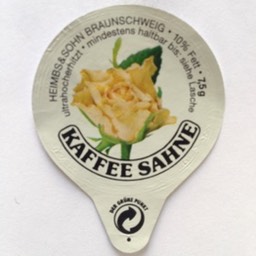 HEIMBS&SOHN BRAUNSCHWEIG • 10% Fett • 7,5g
ultrahocherhitzt • mindestens haltbar bis: siehe Lasche
KAFFEE SAHNE
DER GRÜNE PUNKT